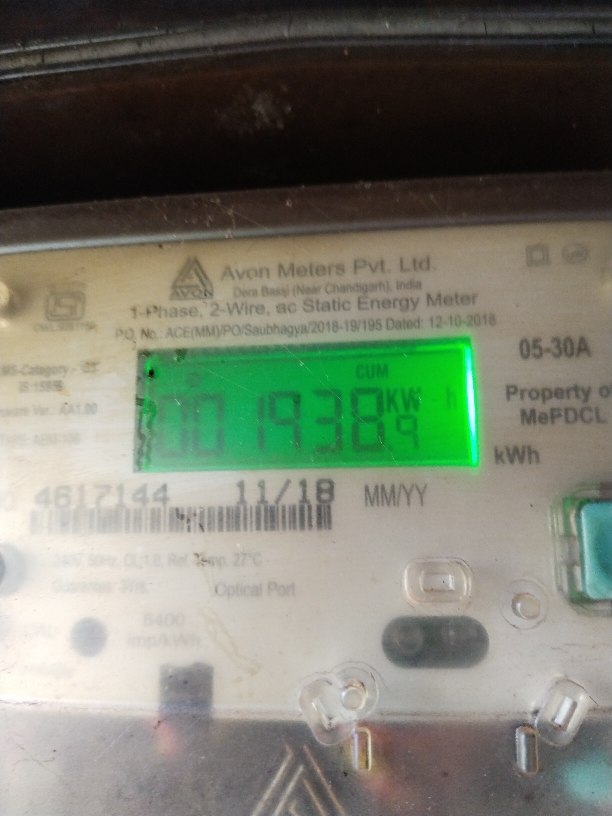 Avon Meters Pvt. Ltd.
AVON
Dera Bassi (Near Chandigarh), India
1-Phase, 2-Wire, ac Static Energy Meter
P.O. No.: ACE(MM)/PO/Saubhagya/2018-19/195 Dated: 12-10-2018
05-30A
IS:15959
CUM
001938.9 KW h
Property of
MePDCL
kWh
4617144 11/18 MM/YY
240V, 50Hz, CL.1.0, Ref. Temp. 27°C
Optical Port
6400
imp/kWh